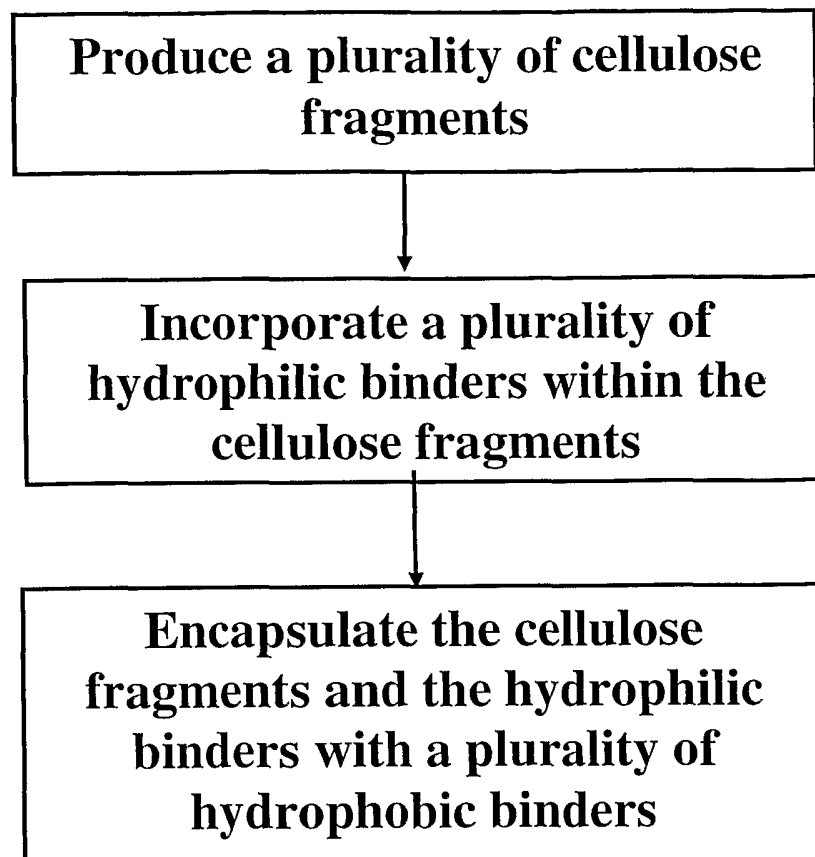 Produce a plurality of cellulose
fragments
Incorporate a plurality of
hydrophilic binders within the
cellulose fragments
Encapsulate the cellulose
fragments and the hydrophilic
binders with a plurality of
hydrophobic binders